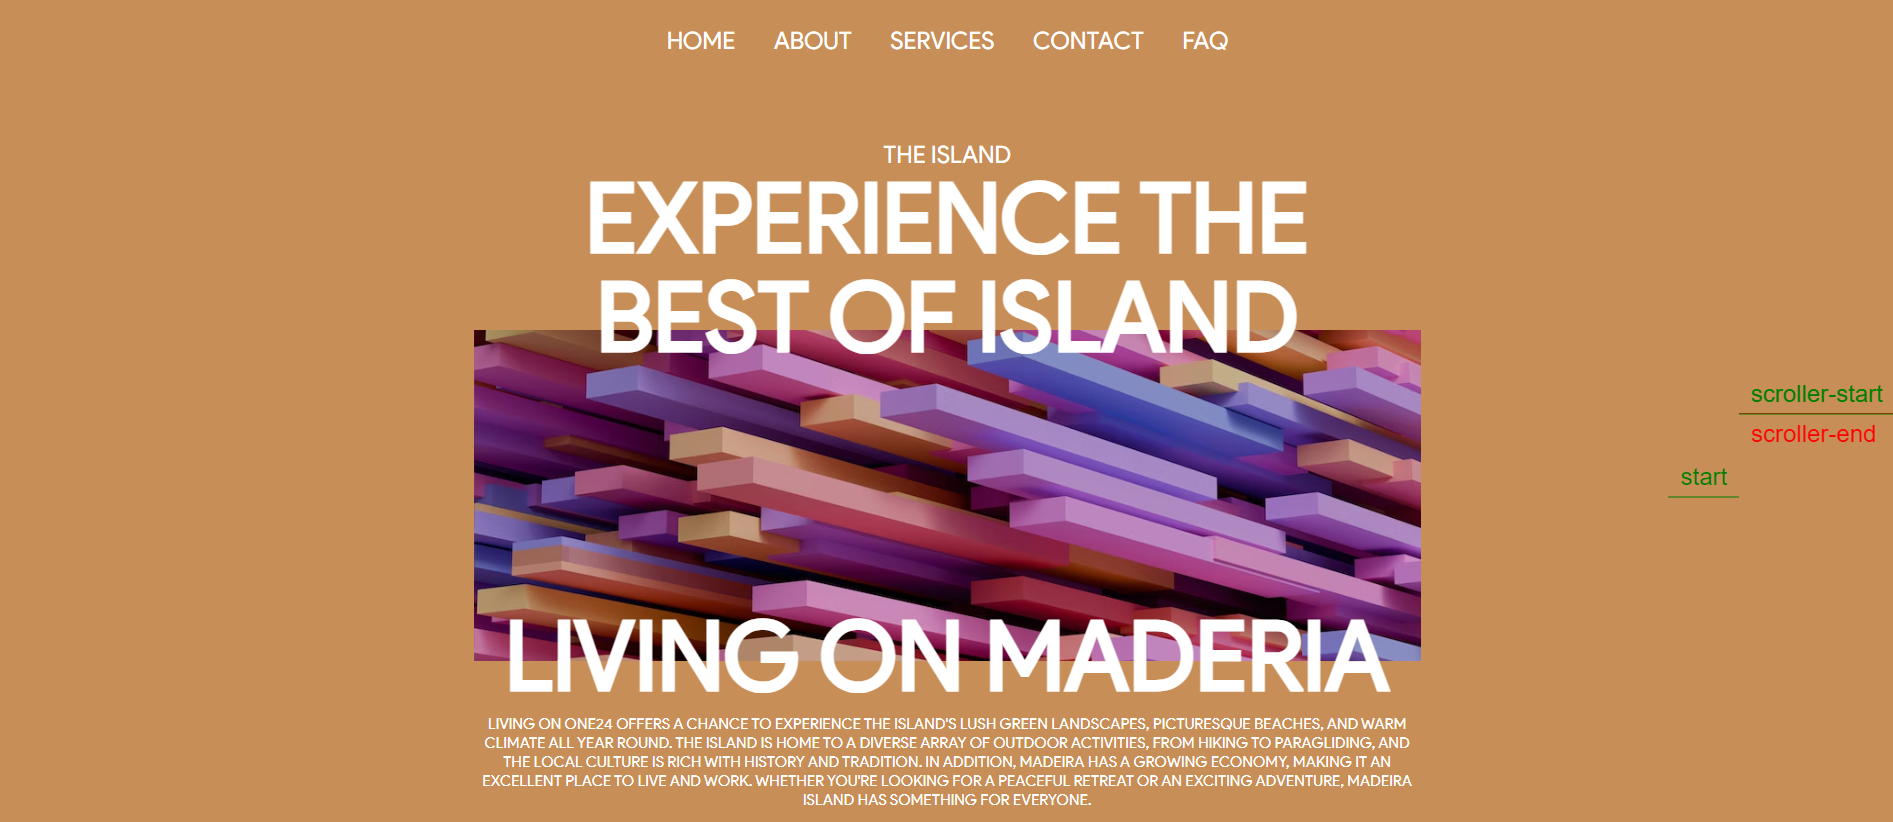 HOME ABOUT SERVICES CONTACT FAQ
THE ISLAND
EXPERIENCE THE
BEST OF ISLAND
scroller-start
scroller-end
start
LIVING ON MADERIA
LIVING ON ONE24 OFFERS A CHANCE TO EXPERIENCE THE ISLAND'S LUSH GREEN LANDSCAPES, PICTURESQUE BEACHES, AND WARM
CLIMATE ALL YEAR ROUND. THE ISLAND IS HOME TO A DIVERSE ARRAY OF OUTDOOR ACTIVITIES, FROM HIKING TO PARAGLIDING, AND
THE LOCAL CULTURE IS RICH WITH HISTORY AND TRADITION. IN ADDITION, MADEIRA HAS A GROWING ECONOMY, MAKING IT AN
EXCELLENT PLACE TO LIVE AND WORK. WHETHER YOU'RE LOOKING FOR A PEACEFUL RETREAT OR AN EXCITING ADVENTURE, MADEIRA
ISLAND HAS SOMETHING FOR EVERYONE.